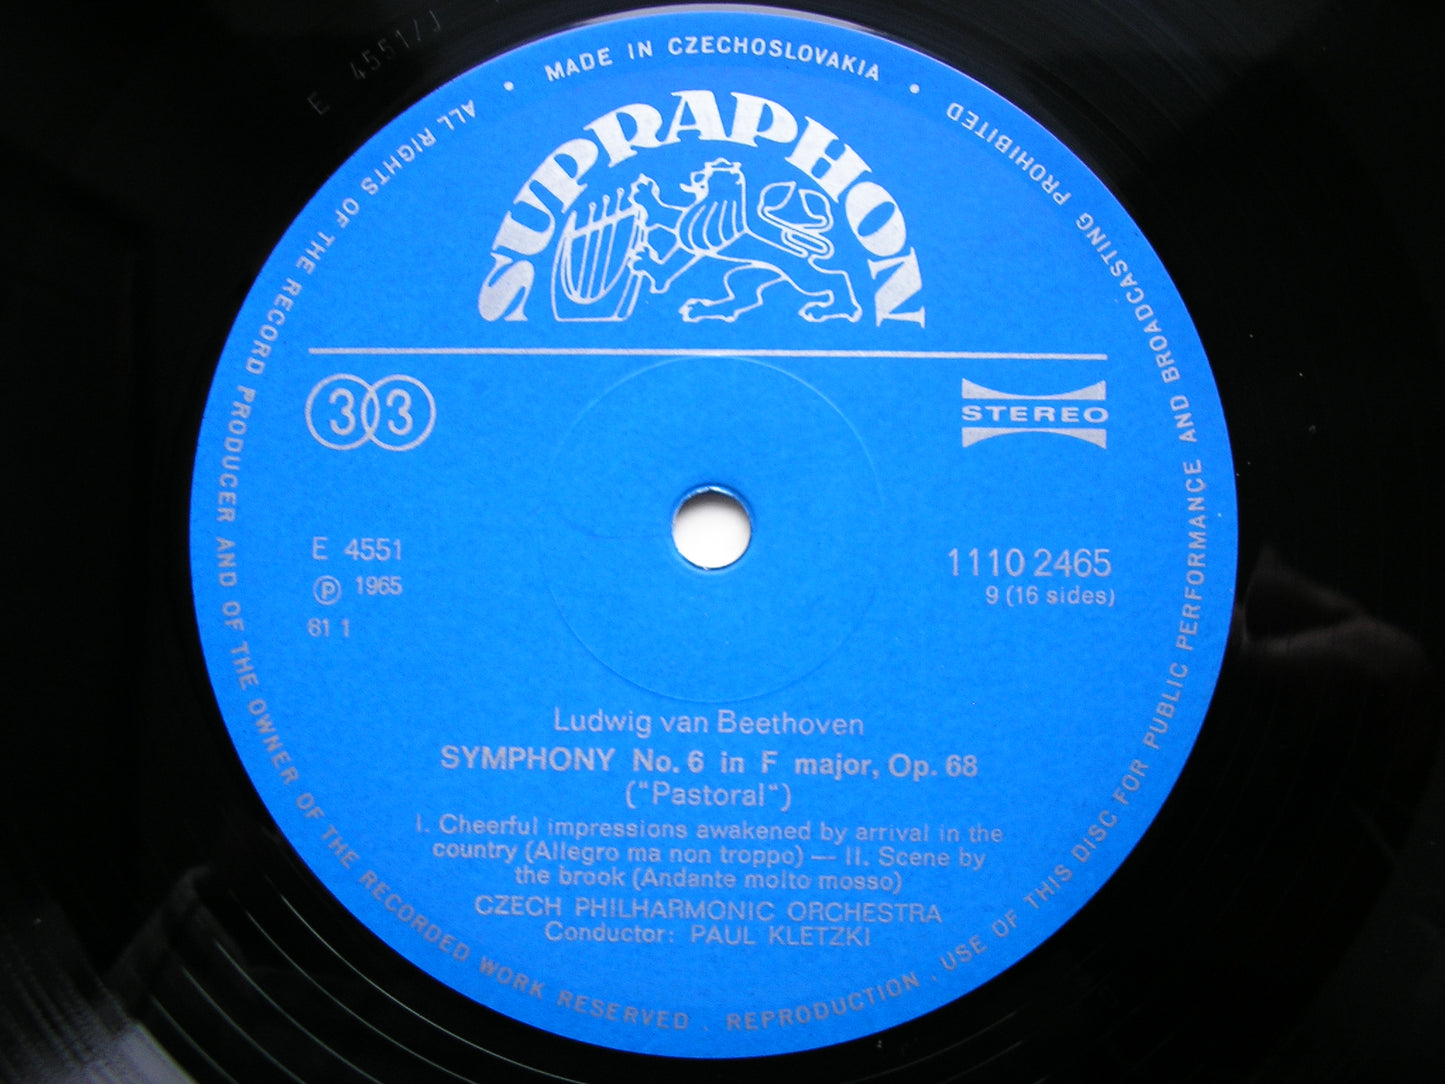 E 4551/J
MADE IN CZECHOSLOVAKIA
SUPRAPHON
33
STEREO
E 4551
Ⓟ 1965
61 1
1110 2465
9 (16 sides)
Ludwig van Beethoven
SYMPHONY No. 6 in F major, Op. 68
("Pastoral")
I. Cheerful impressions awakened by arrival in the
country (Allegro ma non troppo) — II. Scene by
the brook (Andante molto mosso)
CZECH PHILHARMONIC ORCHESTRA
Conductor: PAUL KLETZKI
ALL RIGHTS OF THE RECORD PRODUCER AND OF THE OWNER OF THE RECORDED WORK RESERVED . REPRODUCTION . USE OF THIS DISC FOR PUBLIC PERFORMANCE AND BROADCASTING PROHIBITED